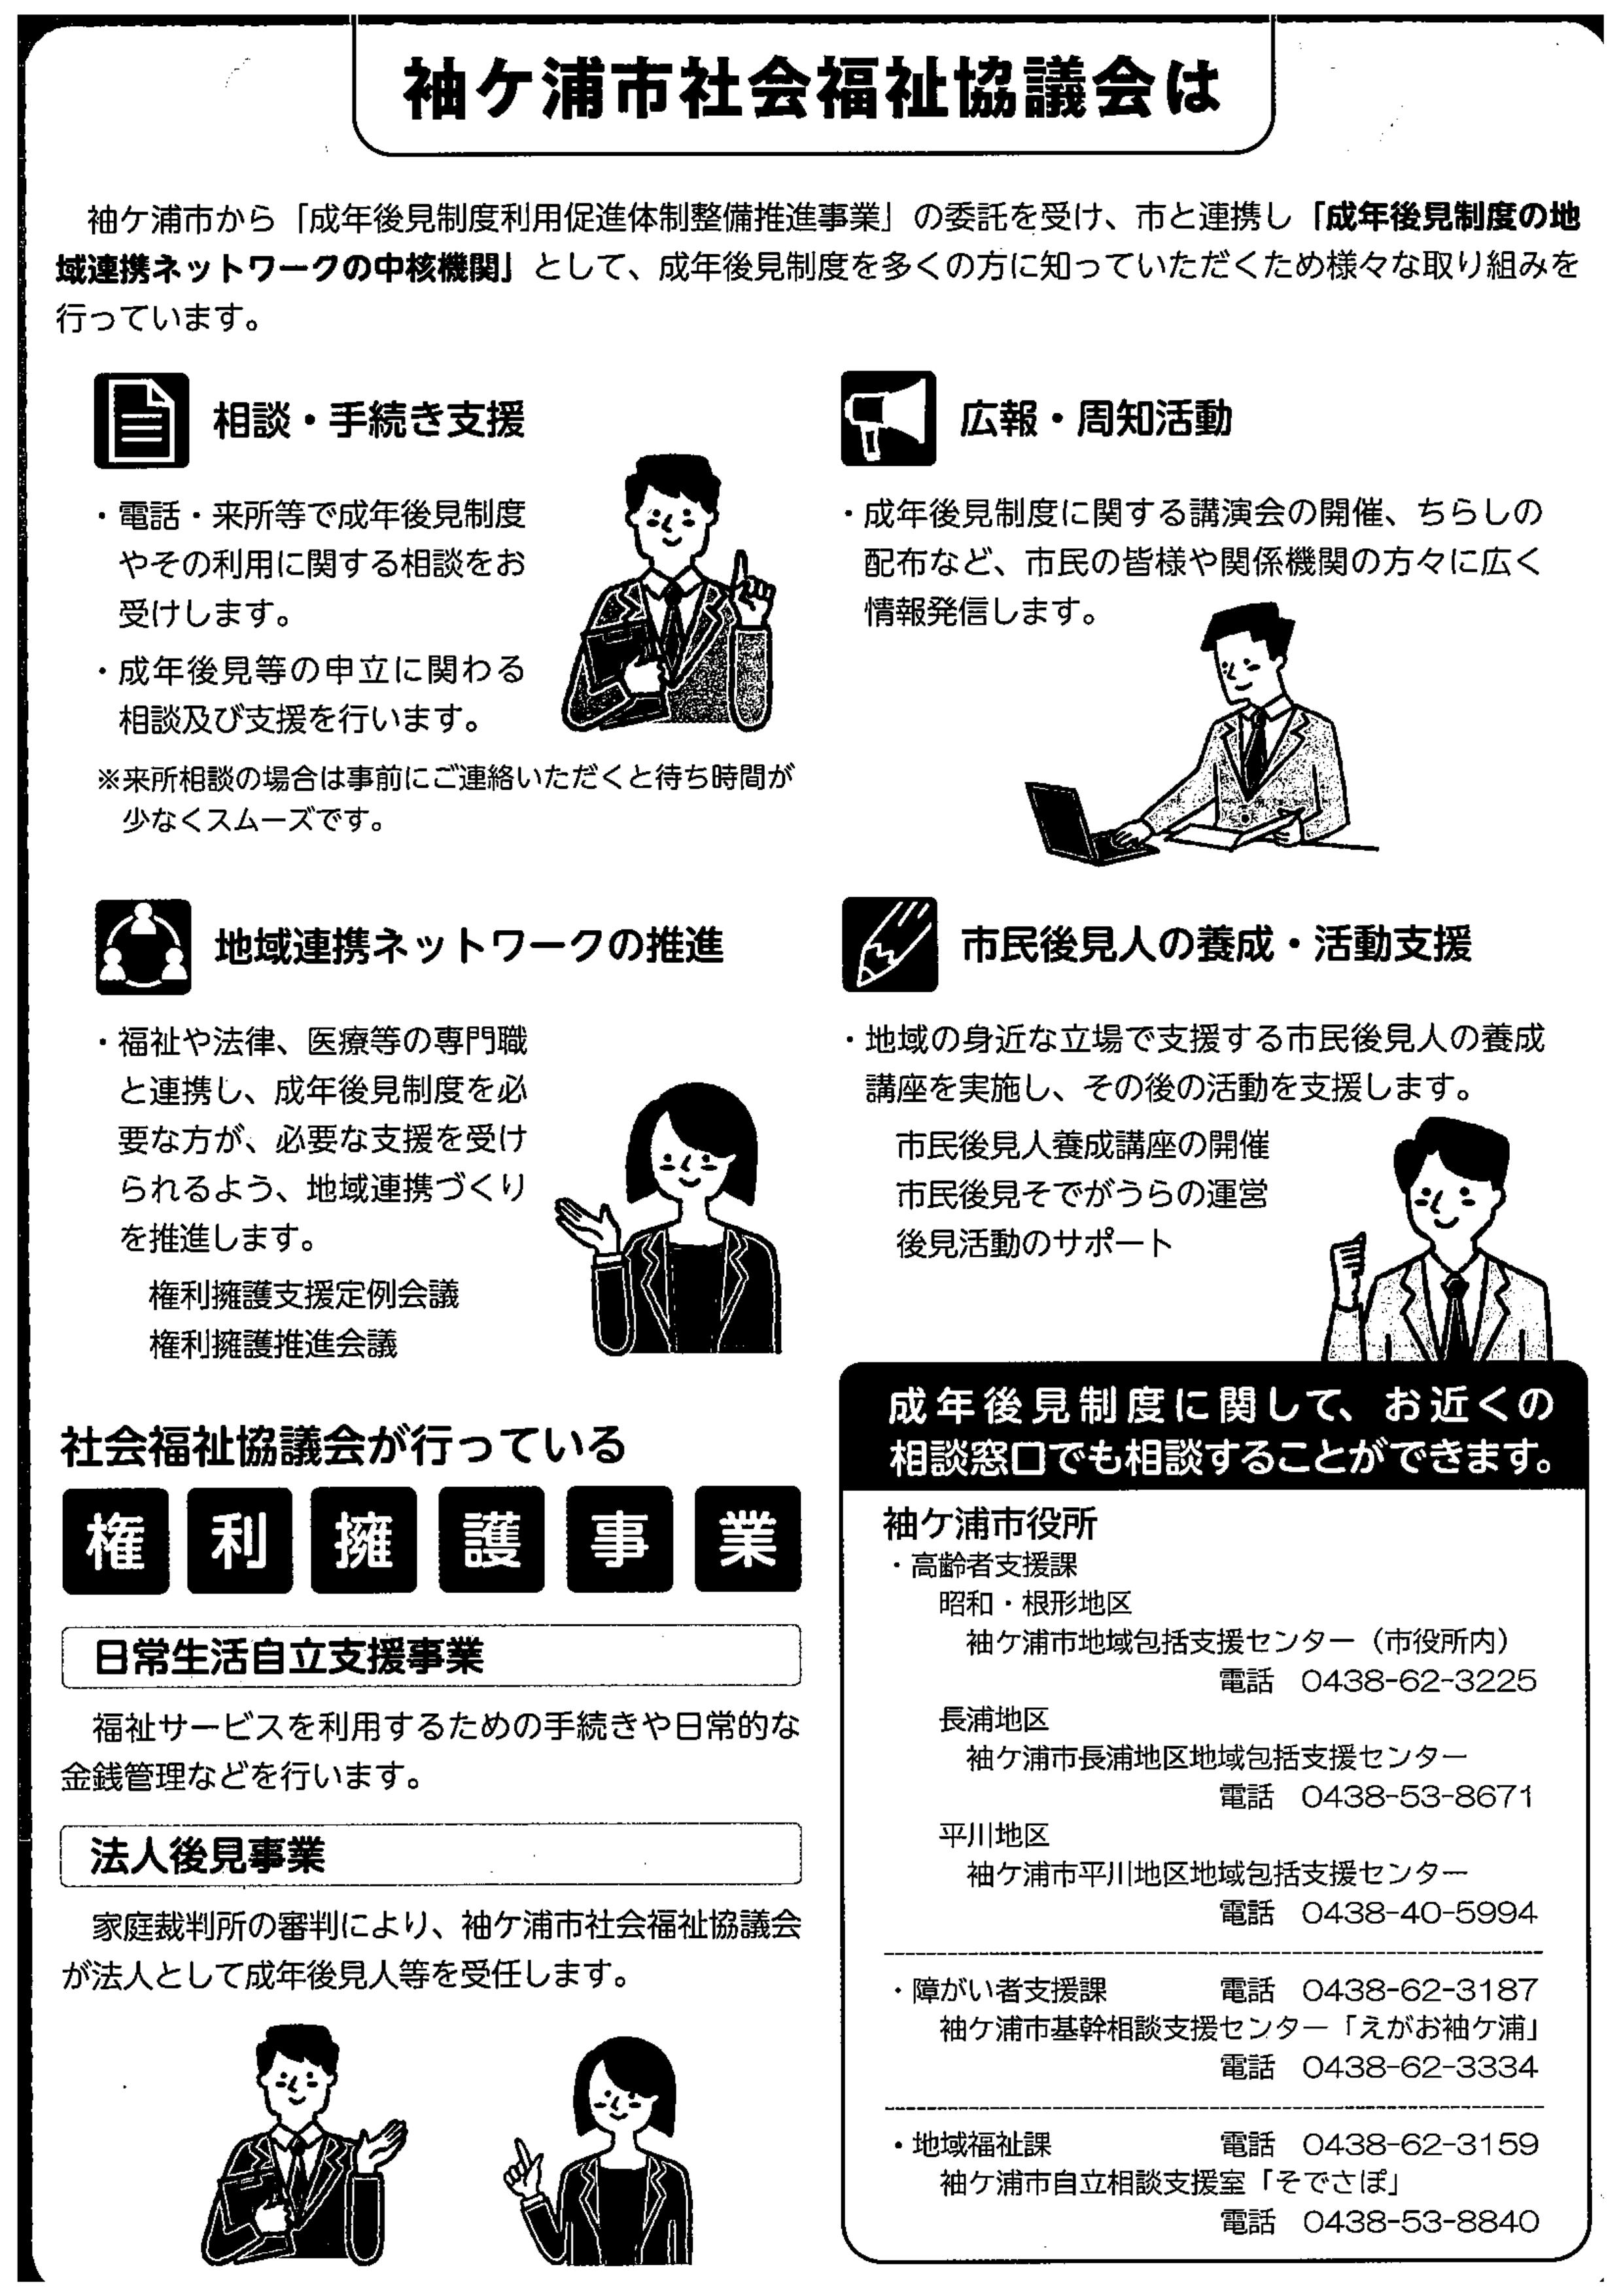 袖ケ浦市社会福祉協議会は
袖ケ浦市から「成年後見制度利用促進体制整備推進事業」の委託を受け、市と連携し「成年後見制度の地
域連携ネットワークの中核機関」として、成年後見制度を多くの方に知っていただくため様々な取り組みを
行っています。
相談・手続き支援
・電話・来所等で成年後見制度
やその利用に関する相談をお
受けします。
・成年後見等の申立に関わる
相談及び支援を行います。
※来所相談の場合は事前にご連絡いただくと待ち時間が
少なくスムーズです。
広報・周知活動
・成年後見制度に関する講演会の開催、ちらしの
配布など、市民の皆様や関係機関の方々に広く
情報発信します。
地域連携ネットワークの推進
・福祉や法律、医療等の専門職
と連携し、成年後見制度を必
要な方が、必要な支援を受け
られるよう、地域連携づくり
を推進します。
権利擁護支援定例会議
権利擁護推進会議
市民後見人の養成・活動支援
・地域の身近な立場で支援する市民後見人の養成
講座を実施し、その後の活動を支援します。
市民後見人養成講座の開催
市民後見そでがうらの運営
後見活動のサポート
社会福祉協議会が行っている
権利擁護事業
日常生活自立支援事業
福祉サービスを利用するための手続きや日常的な
金銭管理などを行います。
法人後見事業
家庭裁判所の審判により、袖ケ浦市社会福祉協議会
が法人として成年後見人等を受任します。
成年後見制度に関して、お近くの
相談窓口でも相談することができます。
袖ケ浦市役所
・高齢者支援課
昭和・根形地区
袖ケ浦市地域包括支援センター（市役所内）
電話 0438-62-3225
長浦地区
袖ケ浦市長浦地区地域包括支援センター
電話 0438-53-8671
平川地区
袖ケ浦市平川地区地域包括支援センター
電話 0438-40-5994
・障がい者支援課 電話 0438-62-3187
袖ケ浦市基幹相談支援センター「えがお袖ケ浦」
電話 0438-62-3334
・地域福祉課 電話 0438-62-3159
袖ケ浦市自立相談支援室「そでさぽ」
電話 0438-53-8840